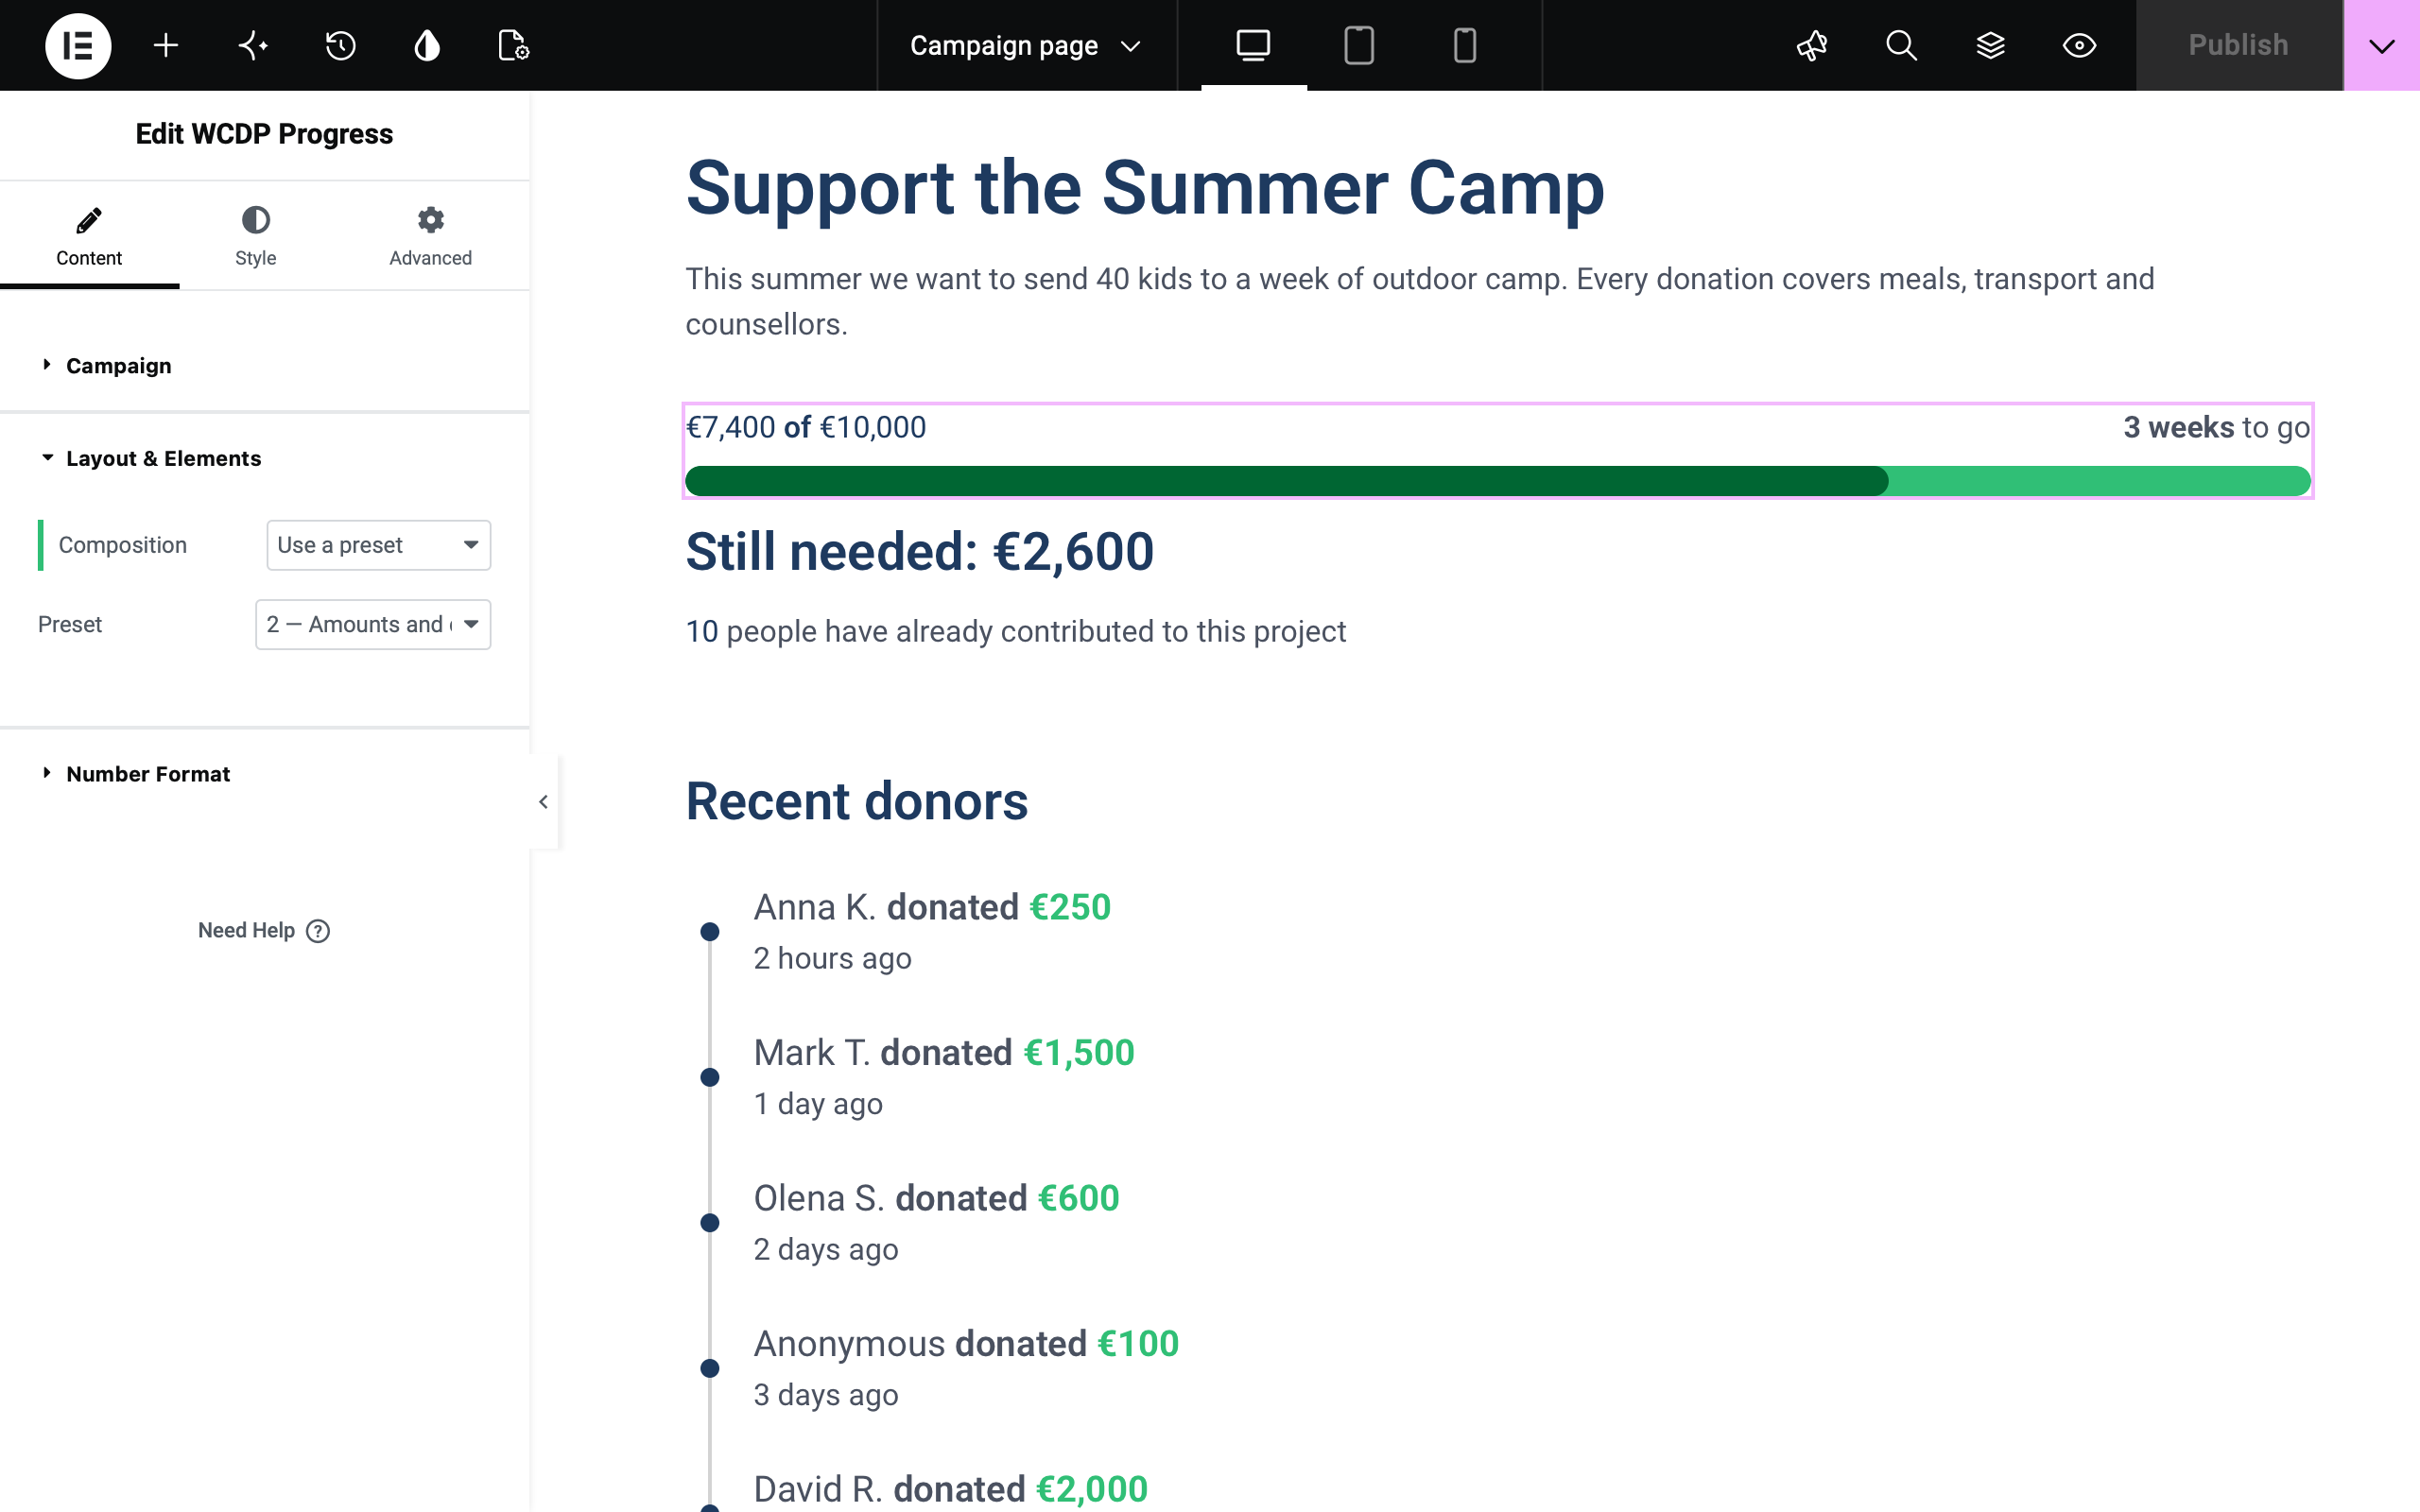 Campaign page
Publish
Edit WCDP Progress
Content
Style
Advanced
Campaign
Layout & Elements
Composition
Use a preset
Preset
2 — Amounts and
Number Format
Need Help ?
Support the Summer Camp
This summer we want to send 40 kids to a week of outdoor camp. Every donation covers meals, transport and
counsellors.
€7,400 of €10,000
3 weeks to go
Still needed: €2,600
10 people have already contributed to this project
Recent donors
Anna K. donated €250
2 hours ago
Mark T. donated €1,500
1 day ago
Olena S. donated €600
2 days ago
Anonymous donated €100
3 days ago
David R. donated €2,000